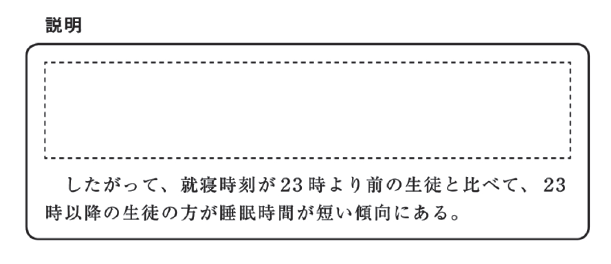 説明
したがって、就寝時刻が23時より前の生徒と比べて、23
時以降の生徒の方が睡眠時間が短い傾向にある。